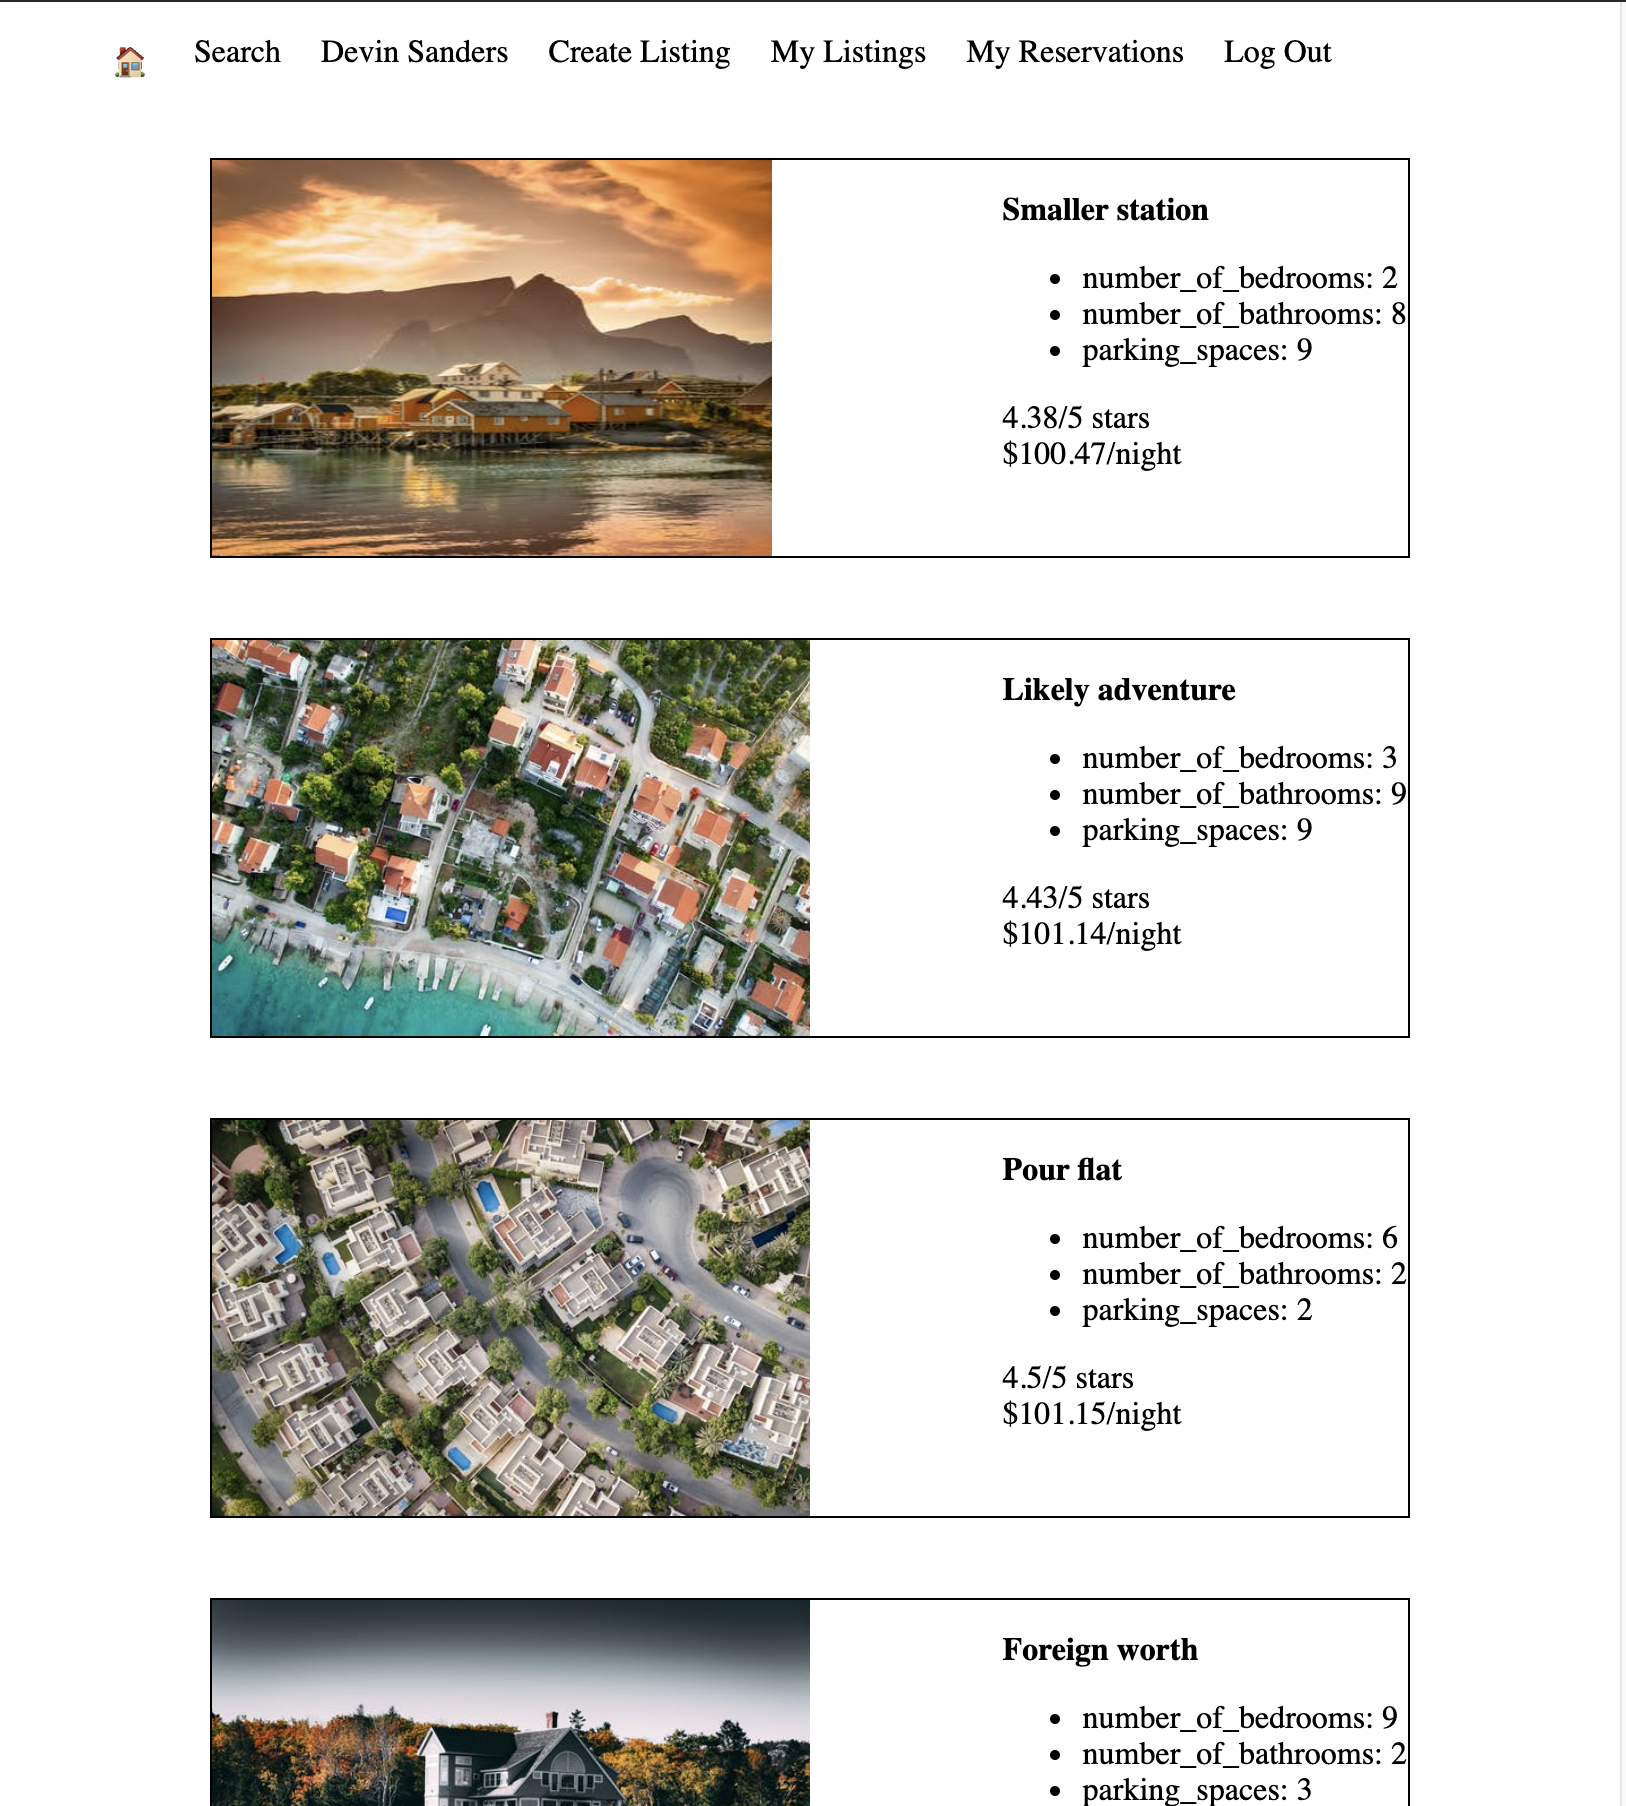 Search Devin Sanders Create Listing My Listings My Reservations Log Out
Smaller station
number_of_bedrooms: 2
number_of_bathrooms: 8
parking_spaces: 9
4.38/5 stars
$100.47/night
Likely adventure
number_of_bedrooms: 3
number_of_bathrooms: 9
parking_spaces: 9
4.43/5 stars
$101.14/night
Pour flat
number_of_bedrooms: 6
number_of_bathrooms: 2
parking_spaces: 2
4.5/5 stars
$101.15/night
Foreign worth
number_of_bedrooms: 9
number_of_bathrooms: 2
parking_spaces: 3